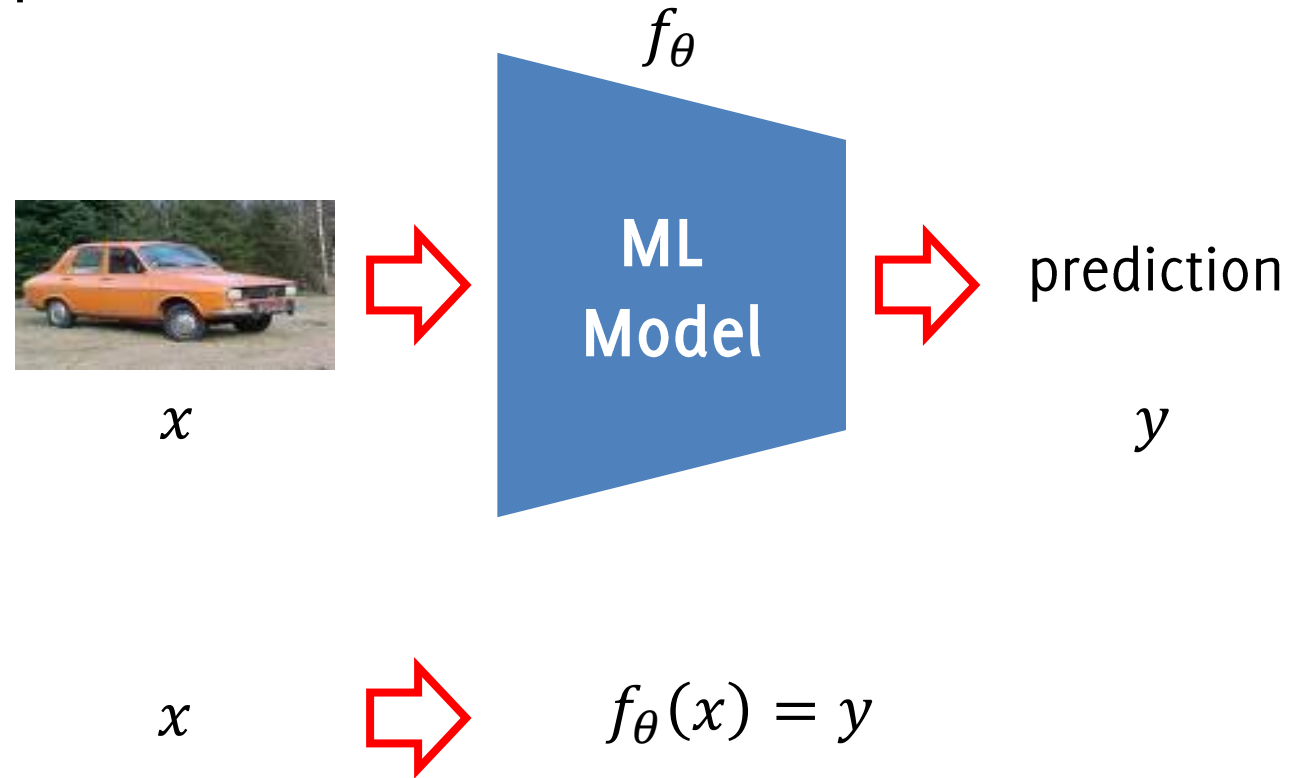 f_θ
ML
Model
prediction
x
y
x
f_θ(x) = y